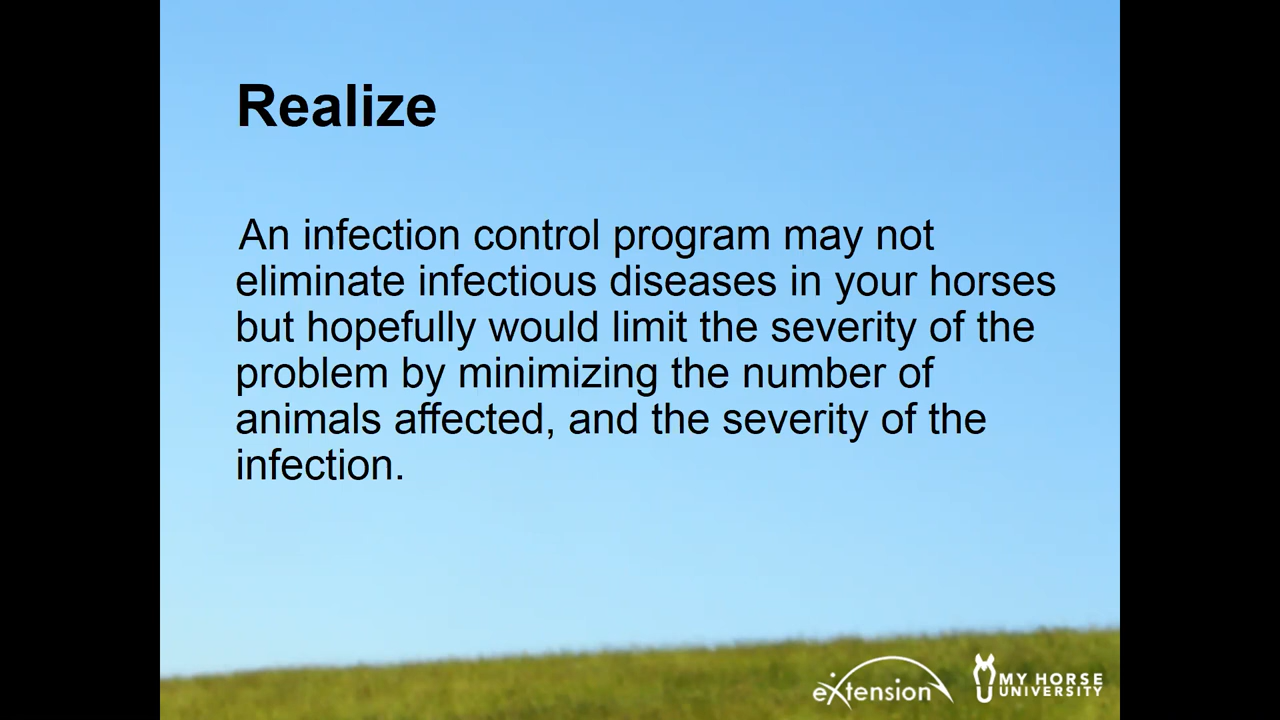 Realize
An infection control program may not
eliminate infectious diseases in your horses
but hopefully would limit the severity of the
problem by minimizing the number of
animals affected, and the severity of the
infection.
eXtension
MY HORSE
UNIVERSITY